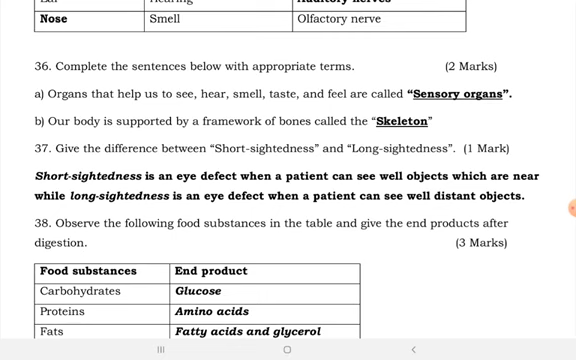 Ear Hearing Auditory nerves
Nose Smell Olfactory nerve
36. Complete the sentences below with appropriate terms. (2 Marks)
a) Organs that help us to see, hear, smell, taste, and feel are called “Sensory organs”.
b) Our body is supported by a framework of bones called the “Skeleton”
37. Give the difference between “Short-sightedness” and “Long-sightedness”. (1 Mark)
Short-sightedness is an eye defect when a patient can see well objects which are near
while long-sightedness is an eye defect when a patient can see well distant objects.
38. Observe the following food substances in the table and give the end products after
digestion. (3 Marks)
Food substances End product
Carbohydrates Glucose
Proteins Amino acids
Fats Fatty acids and glycerol